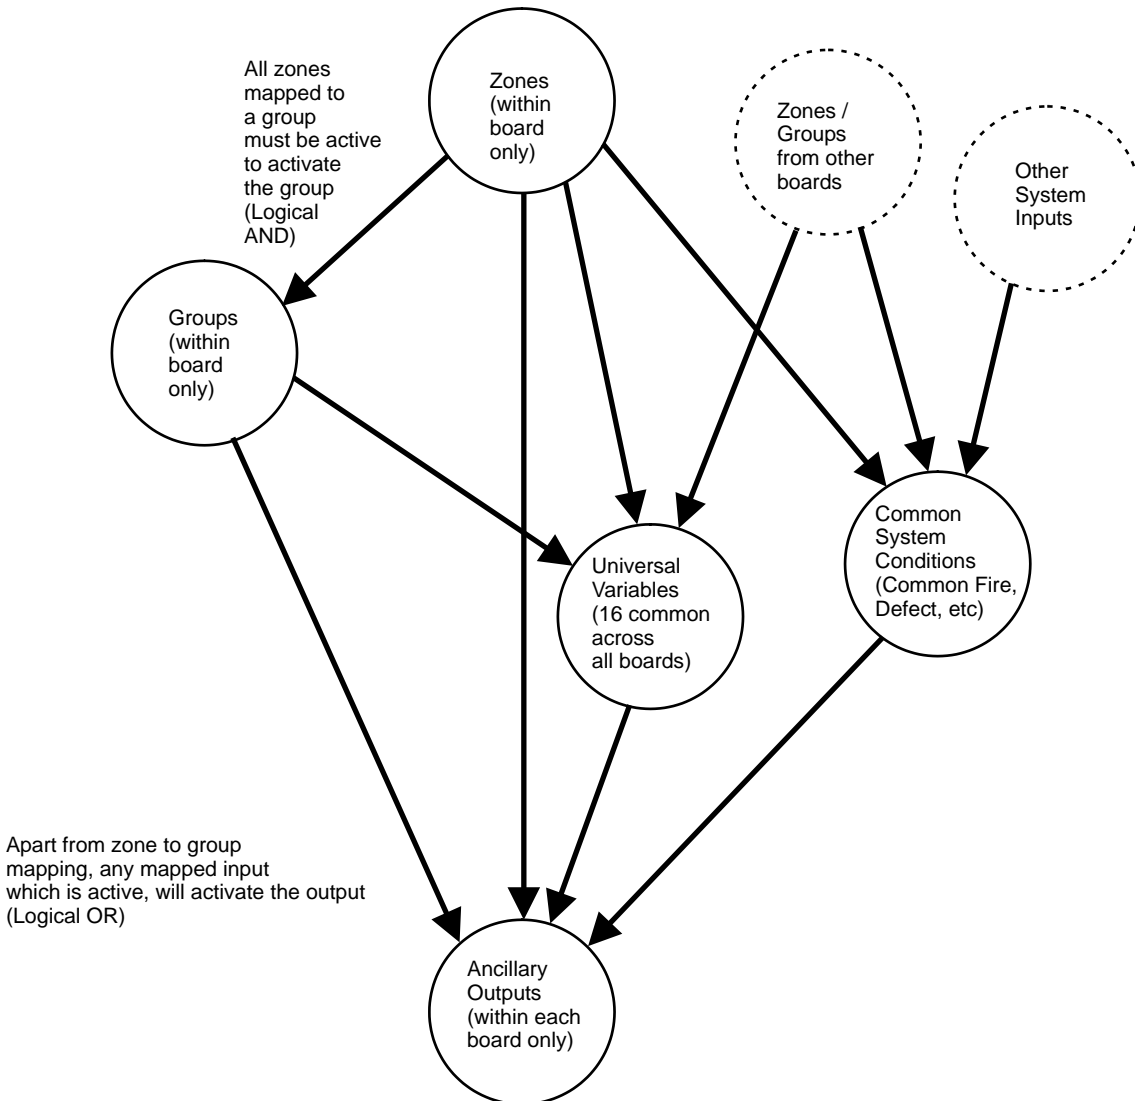 All zones
mapped to
a group
must be active
to activate
the group
(Logical
AND)
Zones
(within
board
only)
Zones /
Groups
from other
boards
Other
System
Inputs
Groups
(within
board
only)
Universal
Variables
(16 common
across
all boards)
Common
System
Conditions
(Common Fire,
Defect, etc)
Apart from zone to group
mapping, any mapped input
which is active, will activate the output
(Logical OR)
Ancillary
Outputs
(within each
board only)